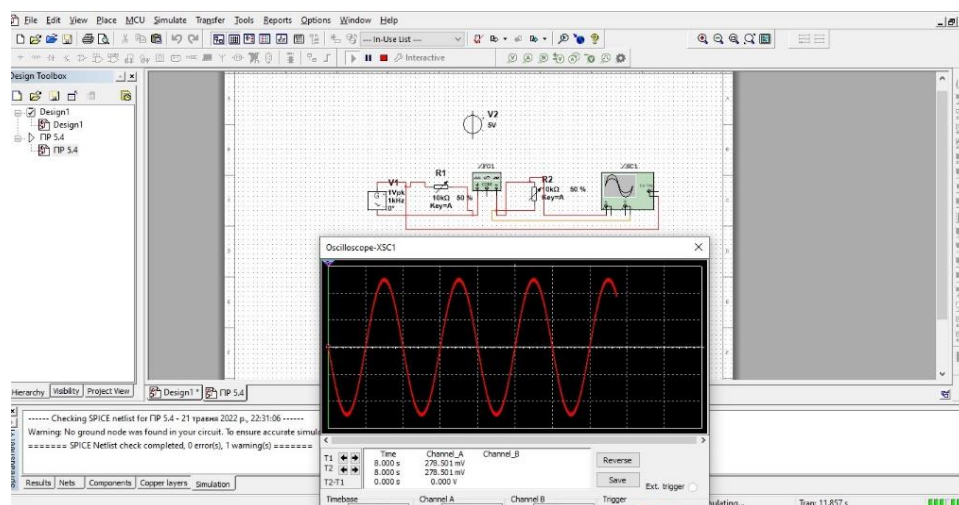 File Edit View Place MCU Simulate Transfer Tools Reports Options Window Help
--- In-Use List ---
Interactive
Design Toolbox
Design1
Design1
ПР 5.4
ПР 5.4
V2
5V
V1
1Vpk
1kHz
0°
R1
10kΩ 50 %
Key=A
XFG1
R2
10kΩ 50 %
Key=A
XSC1
Oscilloscope-XSC1
Hierarchy Visibility Project View
Design1 * ПР 5.4
------ Checking SPICE netlist for ПР 5.4 - 21 травня 2022 р., 22:31:06 ------
Warning: No ground node was found in your circuit. To ensure accurate simula
======= SPICE Netlist check completed, 0 error(s), 1 warning(s) =======
Results Nets Components Copper layers Simulation
Time Channel_A Channel_B
T1 8.000 s 278.501 mV
T2 8.000 s 278.501 mV
T2-T1 0.000 s 0.000 V
Reverse
Save
Ext. trigger
Timebase Channel A Channel B Trigger
Tran: 11.857 s